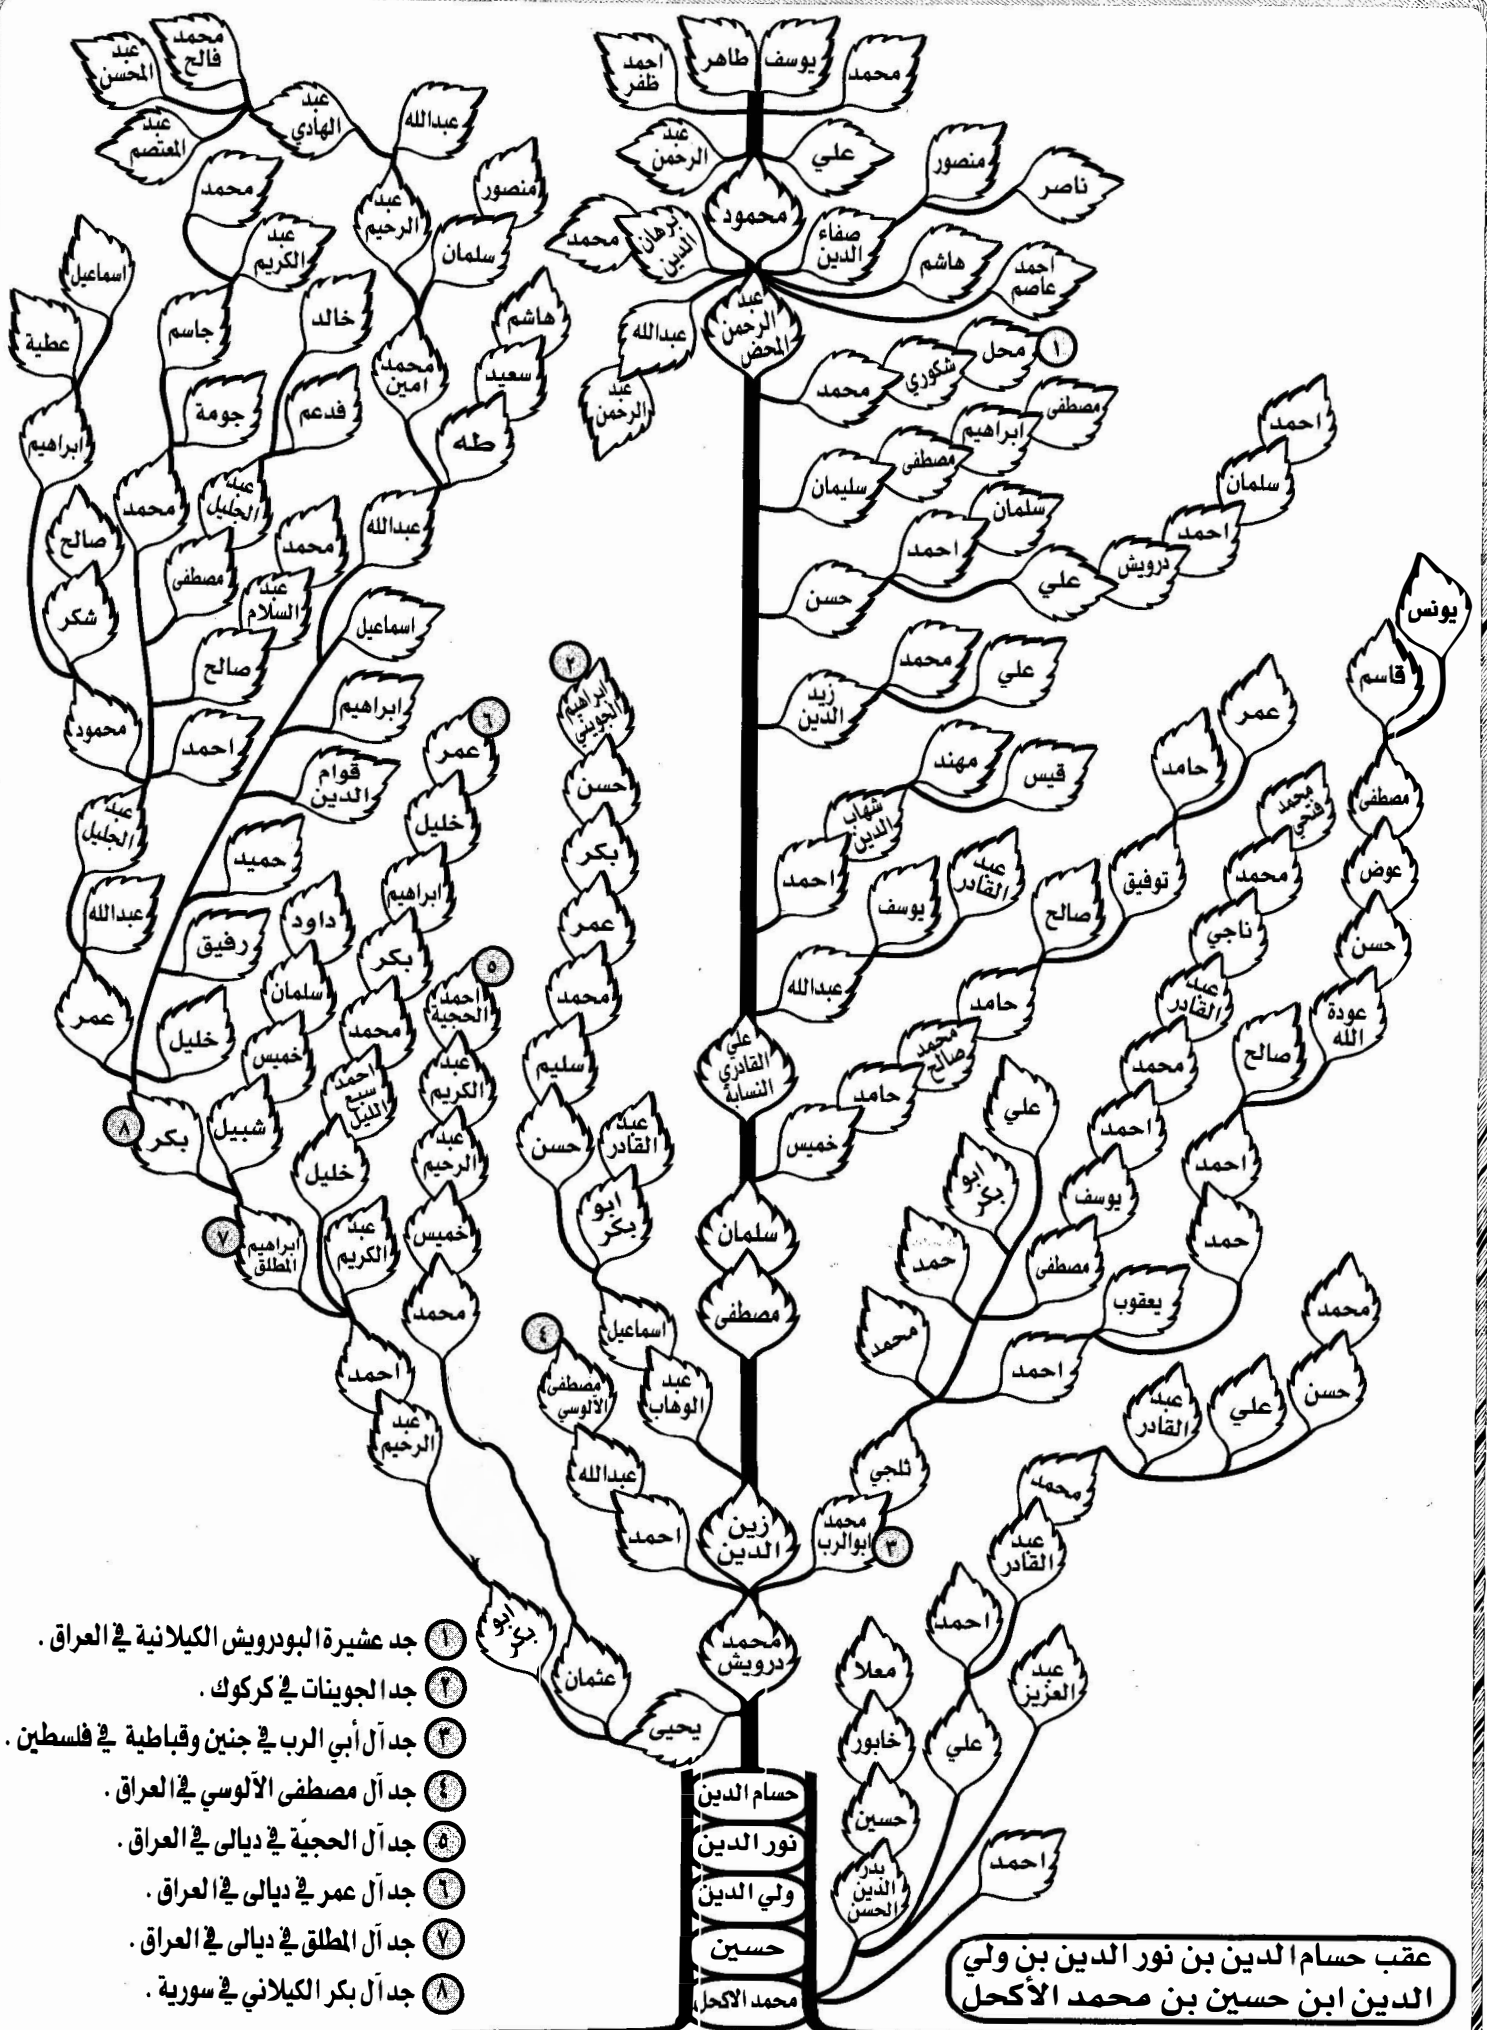 محمد فالح
عبد المحسن
عبد الهادي
عبد المعتصم
عبدالله
محمد
عبد الرحيم
منصور
سلمان
عبد الكريم
اسماعيل
عطية
جاسم
خالد
محمد امين
هاشم
سعيد
جومة
فدعم
طه
ابراهيم
محمد
عبد الجليل
محمد
عبدالله
صالح
مصطفى
عبد السلام
شكر
اسماعيل
صالح
محمود
احمد
ابراهيم
قوام الدين
عبد الجليل
حميد
عبدالله
رفيق
داود
عمر
خليل
سلمان
خميس
٨
بكر
شبيل
٧
ابراهيم المطلق
٦
عمر
خليل
ابراهيم
بكر
محمد
احمد سبع الليل
خليل
عبد الكريم
احمد
عبد الرحيم
ابو بكر
٥
احمد الحجية
عبد الكريم
عبد الرحيم
خميس
محمد
عثمان
يحيى
٢
ابراهيم الجويني
حسن
بكر
عمر
محمد
سليم
حسن
عبد القادر
ابو بكر
اسماعيل
عبد الوهاب
٤
مصطفى الآلوسي
عبدالله
احمد
احمد ظفر
طاهر
يوسف
محمد
عبد الرحمن
علي
محمود
منصور
ناصر
محمد
برهان الدين
صفاء الدين
هاشم
احمد عاصم
عبدالله
عبد الرحمن
عبد الرحمن المحض
١
محل
شكوري
محمد
مصطفى
ابراهيم
مصطفى
سليمان
احمد
سلمان
احمد
درويش
علي
سلمان
احمد
حسن
محمد
علي
زيد الدين
مهند
قيس
شهاب الدين
احمد
يوسف
عبد القادر
عبدالله
عمر
حامد
توفيق
صالح
حامد
محمد صالح
حامد
خميس
علي القادري النسابة
سلمان
مصطفى
زين الدين
محمد درويش
يونس
قاسم
مصطفى
عوض
حسن
عودة الله
صالح
احمد
حمد
يعقوب
احمد
محمد فتحي
محمد
ناجي
عبد القادر
محمد
احمد
يوسف
مصطفى
علي
ابو بكر
حمد
محمد
ثلجي
محمد ابوالرب
٣
محمد
حسن
علي
عبد القادر
محمد
عبد القادر
احمد
عبد العزيز
علي
معلا
خابور
حسين
بدر الدين الحسن
احمد
حسام الدين
نور الدين
ولي الدين
حسين
محمد الاكحل
١ جد عشيرة البودرويش الكيلانية في العراق .
٢ جد الجوينات في كركوك .
٣ جد آل أبي الرب في جنين وقباطية في فلسطين .
٤ جد آل مصطفى الآلوسي في العراق .
٥ جد آل الحجيّة في ديالى في العراق .
٦ جد آل عمر في ديالى في العراق .
٧ جد آل المطلق في ديالى في العراق .
٨ جد آل بكر الكيلاني في سورية .
عقب حسام الدين بن نور الدين بن ولي
الدين ابن حسين بن محمد الأكحل